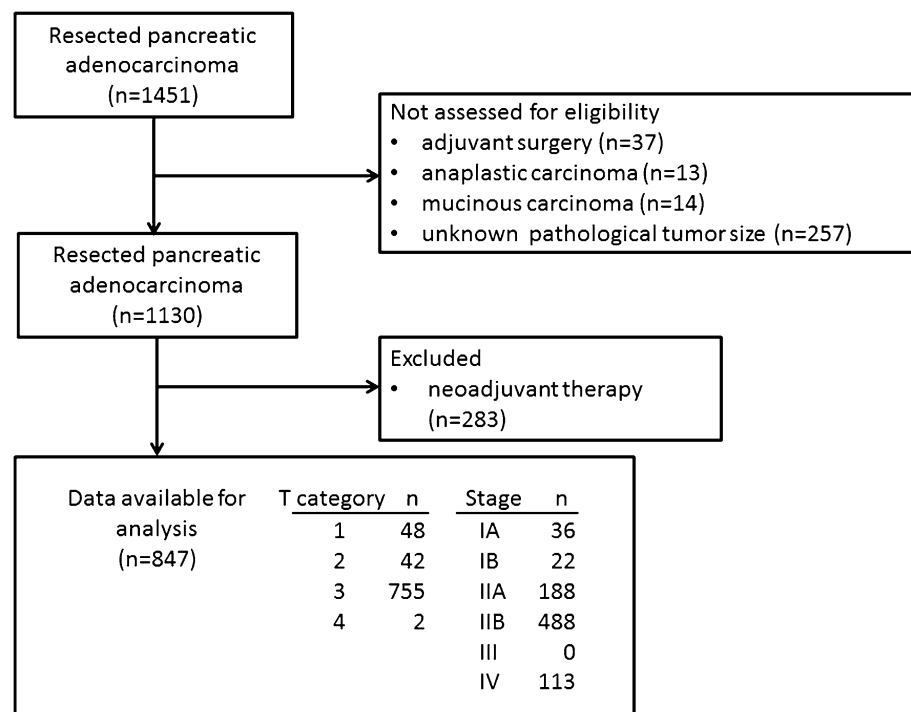 Resected pancreatic
adenocarcinoma
(n=1451)
Not assessed for eligibility
• adjuvant surgery (n=37)
• anaplastic carcinoma (n=13)
• mucinous carcinoma (n=14)
• unknown pathological tumor size (n=257)
Resected pancreatic
adenocarcinoma
(n=1130)
Excluded
• neoadjuvant therapy
(n=283)
Data available for
analysis
(n=847)
T category n
1 48
2 42
3 755
4 2
Stage n
IA 36
IB 22
IIA 188
IIB 488
III 0
IV 113